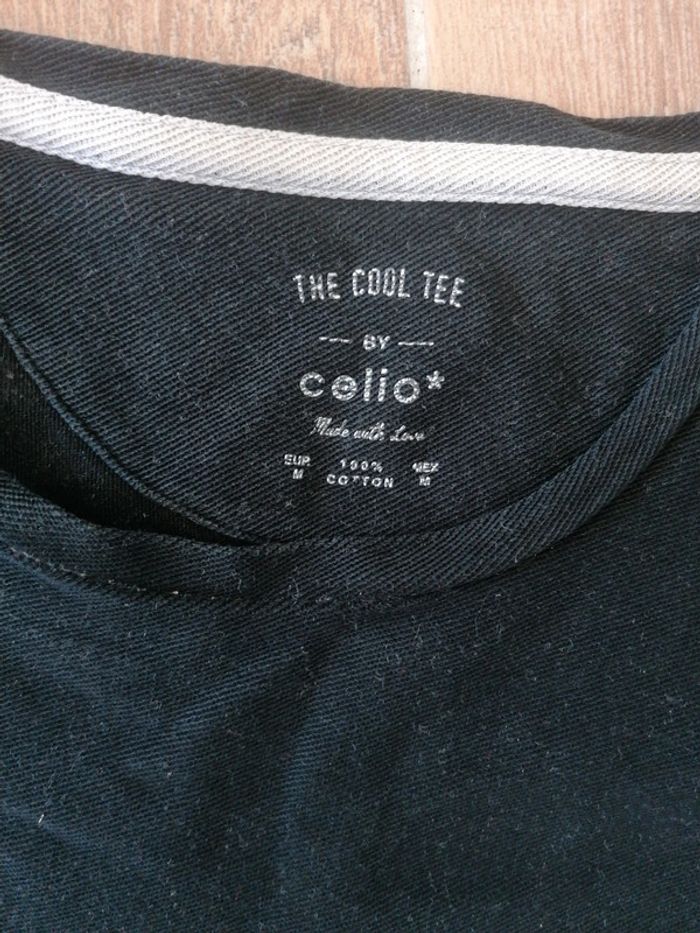 THE COOL TEE
BY
celio*
Made with Love
EUR 100% MEX
M COTTON M